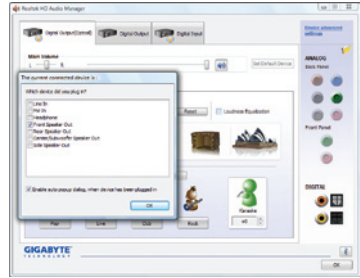 Realtek HD Audio Manager
Digital Output(Optical)
Digital Output
Digital Input
Device advanced settings
Main Volume
L
R
Set Default Device
ANALOG
Back Panel
The current connected device is :
Which device did you plug in?
Line In
Mic In
Headphone
Front Speaker Out
Rear Speaker Out
Center/Subwoofer Speaker Out
Side Speaker Out
Reset
Loudness Equalization
Front Panel
Enable auto popup dialog, when device has been plugged in
OK
DIGITAL
Karaoke
Pop
Live
Club
Rock
GIGABYTE
TECHNOLOGY
OK